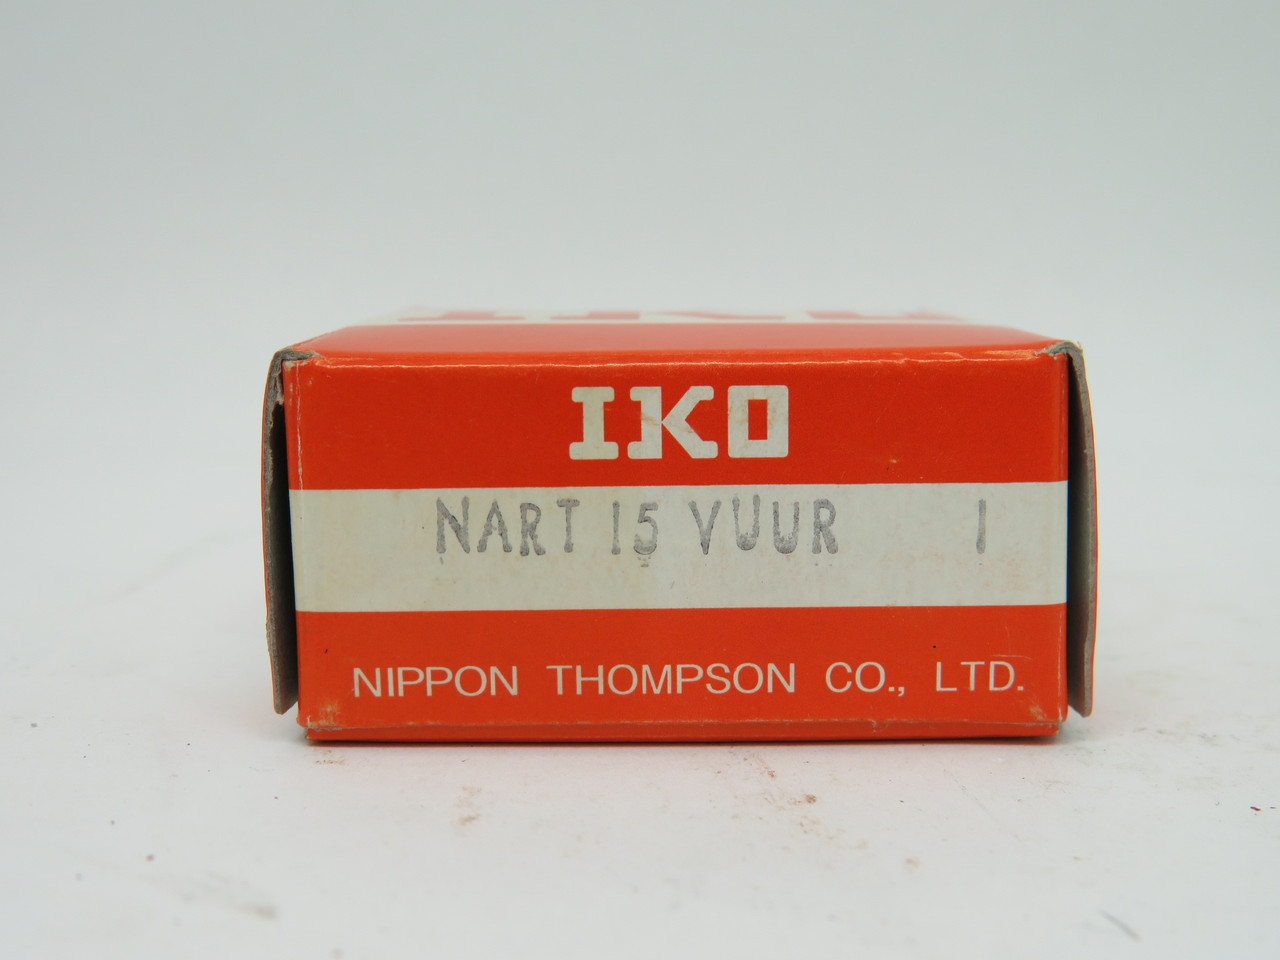 IKO
NART 15 VUUR 1
NIPPON THOMPSON CO., LTD.